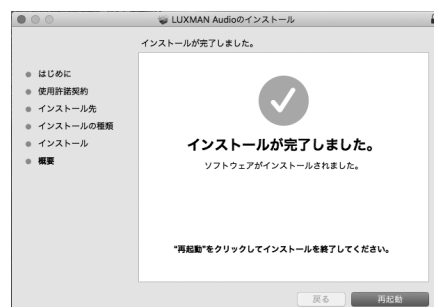 LUXMAN Audioのインストール
インストールが完了しました。
はじめに
使用許諾契約
インストール先
インストールの種類
インストール
概要
インストールが完了しました。
ソフトウェアがインストールされました。
“再起動”をクリックしてインストールを終了してください。
戻る
再起動